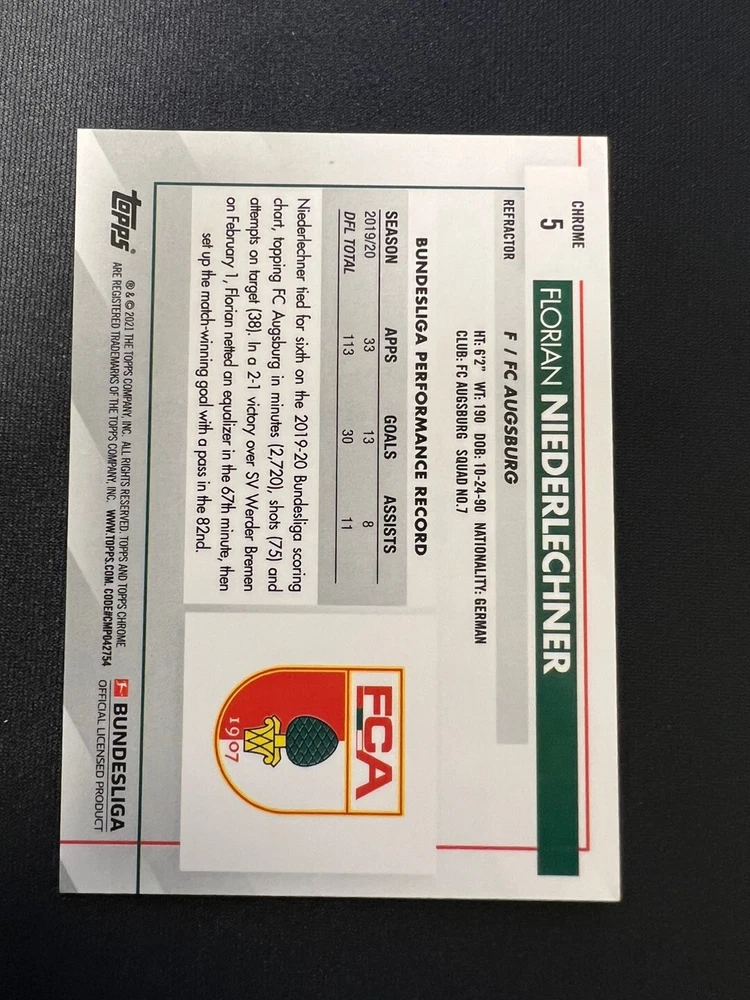 CHROME
5
FLORIAN NIEDERLECHNER
REFRACTOR
F / FC AUGSBURG
HT: 6'2" WT: 190 DOB: 10-24-90 NATIONALITY: GERMAN
CLUB: FC AUGSBURG SQUAD NO.7
BUNDESLIGA PERFORMANCE RECORD
SEASON APPS GOALS ASSISTS
2019/20 33 13 8
DFL TOTAL 113 30 11
Niederlechner tied for sixth on the 2019-20 Bundesliga scoring
chart, topping FC Augsburg in minutes (2,720), shots (75) and
attempts on target (38). In a 2-1 victory over SV Werder Bremen
on February 1, Florian netted an equalizer in the 67th minute, then
set up the match-winning goal with a pass in the 82nd.
FCA
1907
Topps®
® & © 2021 THE TOPPS COMPANY, INC. ALL RIGHTS RESERVED. TOPPS AND TOPPS CHROME
ARE REGISTERED TRADEMARKS OF THE TOPPS COMPANY, INC. WWW.TOPPS.COM. CODE#CMP042754
BUNDESLIGA
OFFICIAL LICENSED PRODUCT